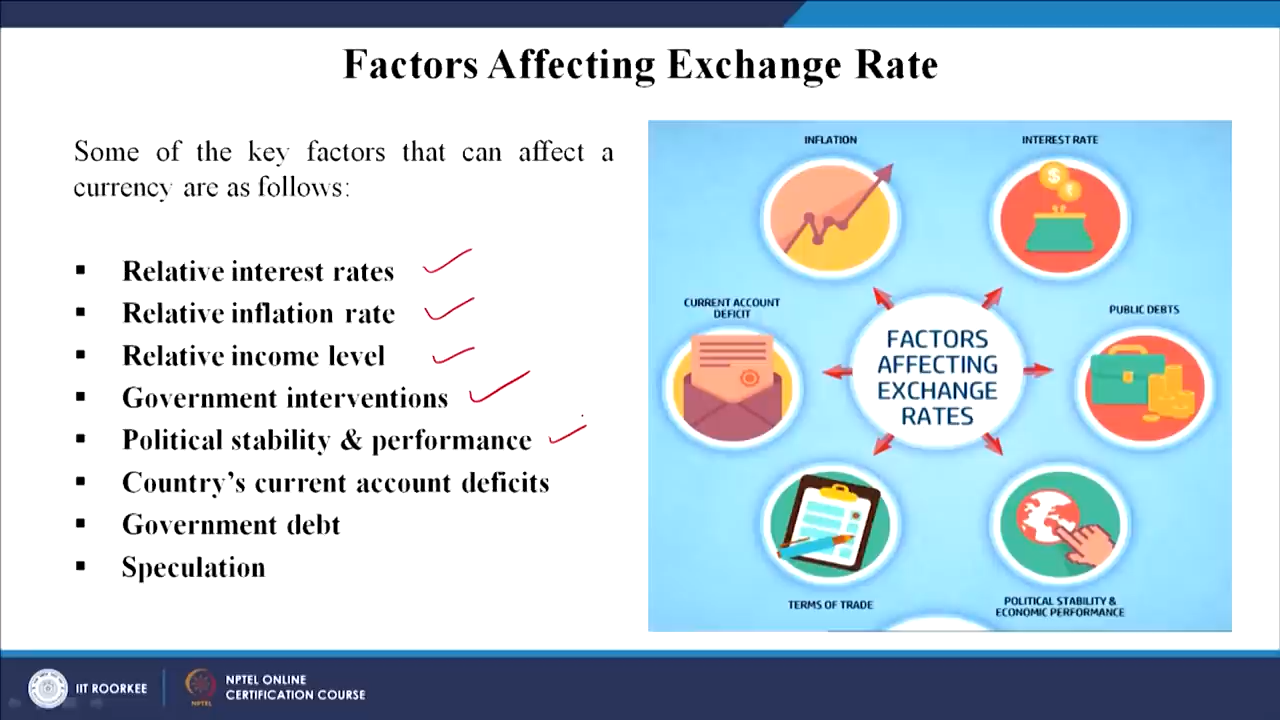 Factors Affecting Exchange Rate
Some of the key factors that can affect a
currency are as follows:
▪ Relative interest rates
▪ Relative inflation rate
▪ Relative income level
▪ Government interventions
▪ Political stability & performance
▪ Country’s current account deficits
▪ Government debt
▪ Speculation
INFLATION
INTEREST RATE
CURRENT ACCOUNT
DEFICIT
PUBLIC DEBTS
FACTORS
AFFECTING
EXCHANGE
RATES
TERMS OF TRADE
POLITICAL STABILITY &
ECONOMIC PERFORMANCE
IIT ROORKEE
NPTEL
NPTEL ONLINE
CERTIFICATION COURSE